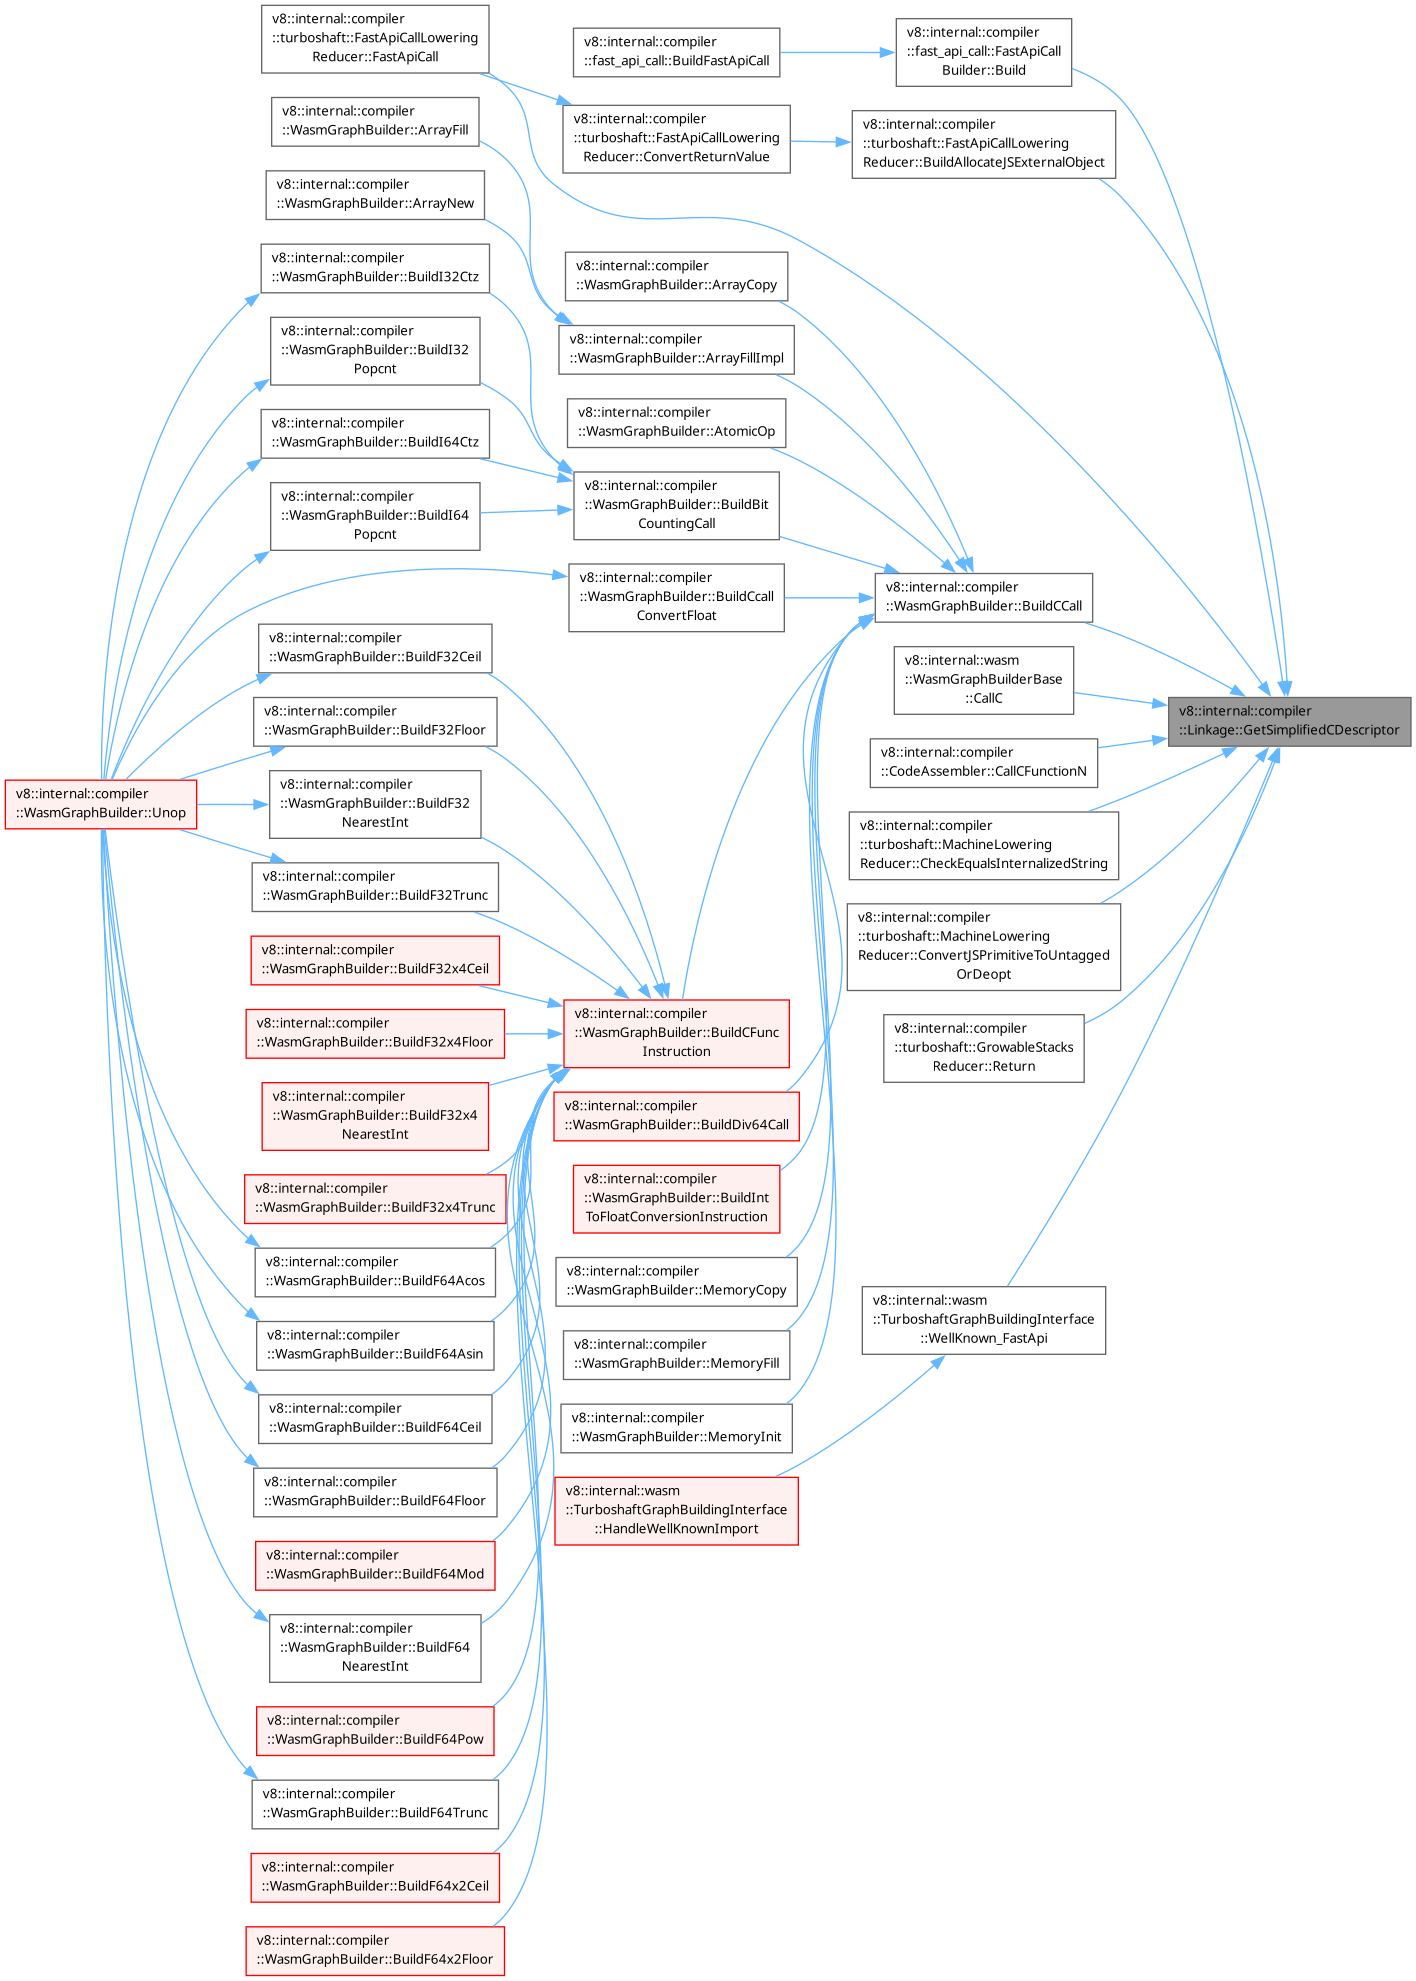 v8::internal::compiler
::turboshaft::FastApiCallLowering
Reducer::FastApiCall
v8::internal::compiler
::WasmGraphBuilder::ArrayFill
v8::internal::compiler
::WasmGraphBuilder::ArrayNew
v8::internal::compiler
::WasmGraphBuilder::BuildI32Ctz
v8::internal::compiler
::WasmGraphBuilder::BuildI32
Popcnt
v8::internal::compiler
::WasmGraphBuilder::BuildI64Ctz
v8::internal::compiler
::WasmGraphBuilder::BuildI64
Popcnt
v8::internal::compiler
::WasmGraphBuilder::BuildF32Ceil
v8::internal::compiler
::WasmGraphBuilder::BuildF32Floor
v8::internal::compiler
::WasmGraphBuilder::Unop
v8::internal::compiler
::WasmGraphBuilder::BuildF32
NearestInt
v8::internal::compiler
::WasmGraphBuilder::BuildF32Trunc
v8::internal::compiler
::WasmGraphBuilder::BuildF32x4Ceil
v8::internal::compiler
::WasmGraphBuilder::BuildF32x4Floor
v8::internal::compiler
::WasmGraphBuilder::BuildF32x4
NearestInt
v8::internal::compiler
::WasmGraphBuilder::BuildF32x4Trunc
v8::internal::compiler
::WasmGraphBuilder::BuildF64Acos
v8::internal::compiler
::WasmGraphBuilder::BuildF64Asin
v8::internal::compiler
::WasmGraphBuilder::BuildF64Ceil
v8::internal::compiler
::WasmGraphBuilder::BuildF64Floor
v8::internal::compiler
::WasmGraphBuilder::BuildF64Mod
v8::internal::compiler
::WasmGraphBuilder::BuildF64
NearestInt
v8::internal::compiler
::WasmGraphBuilder::BuildF64Pow
v8::internal::compiler
::WasmGraphBuilder::BuildF64Trunc
v8::internal::compiler
::WasmGraphBuilder::BuildF64x2Ceil
v8::internal::compiler
::WasmGraphBuilder::BuildF64x2Floor
v8::internal::compiler
::fast_api_call::BuildFastApiCall
v8::internal::compiler
::turboshaft::FastApiCallLowering
Reducer::ConvertReturnValue
v8::internal::compiler
::WasmGraphBuilder::ArrayCopy
v8::internal::compiler
::WasmGraphBuilder::ArrayFillImpl
v8::internal::compiler
::WasmGraphBuilder::AtomicOp
v8::internal::compiler
::WasmGraphBuilder::BuildBit
CountingCall
v8::internal::compiler
::WasmGraphBuilder::BuildCcall
ConvertFloat
v8::internal::compiler
::WasmGraphBuilder::BuildCFunc
Instruction
v8::internal::compiler
::WasmGraphBuilder::BuildDiv64Call
v8::internal::compiler
::WasmGraphBuilder::BuildInt
ToFloatConversionInstruction
v8::internal::compiler
::WasmGraphBuilder::MemoryCopy
v8::internal::compiler
::WasmGraphBuilder::MemoryFill
v8::internal::compiler
::WasmGraphBuilder::MemoryInit
v8::internal::wasm
::TurboshaftGraphBuildingInterface
::HandleWellKnownImport
v8::internal::compiler
::fast_api_call::FastApiCall
Builder::Build
v8::internal::compiler
::turboshaft::FastApiCallLowering
Reducer::BuildAllocateJSExternalObject
v8::internal::compiler
::WasmGraphBuilder::BuildCCall
v8::internal::wasm
::WasmGraphBuilderBase
::CallC
v8::internal::compiler
::CodeAssembler::CallCFunctionN
v8::internal::compiler
::turboshaft::MachineLowering
Reducer::CheckEqualsInternalizedString
v8::internal::compiler
::turboshaft::MachineLowering
Reducer::ConvertJSPrimitiveToUntagged
OrDeopt
v8::internal::compiler
::turboshaft::GrowableStacks
Reducer::Return
v8::internal::wasm
::TurboshaftGraphBuildingInterface
::WellKnown_FastApi
v8::internal::compiler
::Linkage::GetSimplifiedCDescriptor